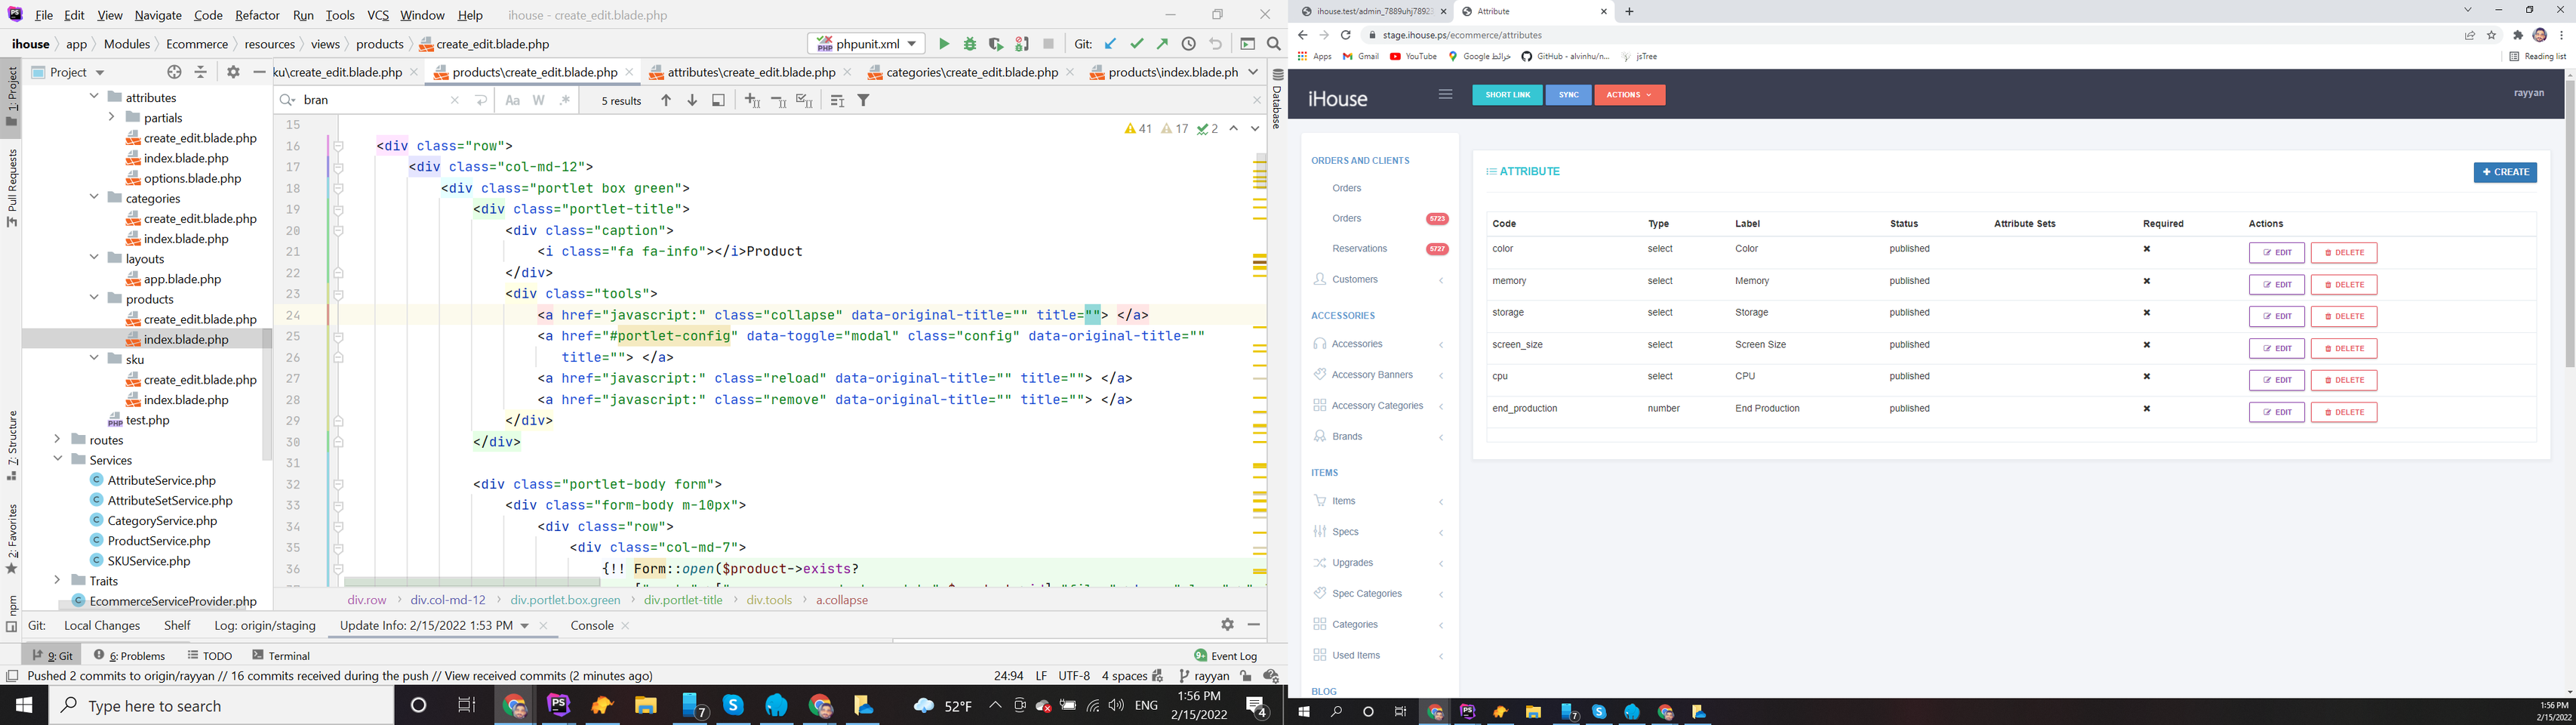 File Edit View Navigate Code Refactor Run Tools VCS Window Help ihouse - create_edit.blade.php
ihouse app Modules Ecommerce resources views products create_edit.blade.php phpunit.xml Git:
Project
ku\create_edit.blade.php products\create_edit.blade.php attributes\create_edit.blade.php categories\create_edit.blade.php products\index.blade.ph
bran Aa W .* 5 results
41 17 2
1: Project
Pull Requests
7: Structure
2: Favorites
npm
Database
attributes
partials
create_edit.blade.php
index.blade.php
options.blade.php
categories
create_edit.blade.php
index.blade.php
layouts
app.blade.php
products
create_edit.blade.php
index.blade.php
sku
create_edit.blade.php
index.blade.php
test.php
routes
Services
AttributeService.php
AttributeSetService.php
CategoryService.php
ProductService.php
SKUService.php
Traits
EcommerceServiceProvider.php
15
16 <div class="row">
17 <div class="col-md-12">
18 <div class="portlet box green">
19 <div class="portlet-title">
20 <div class="caption">
21 <i class="fa fa-info"></i>Product
22 </div>
23 <div class="tools">
24 <a href="javascript:" class="collapse" data-original-title="" title=""> </a>
25 <a href="#portlet-config" data-toggle="modal" class="config" data-original-title=""
26 title=""> </a>
27 <a href="javascript:" class="reload" data-original-title="" title=""> </a>
28 <a href="javascript:" class="remove" data-original-title="" title=""> </a>
29 </div>
30 </div>
31
32 <div class="portlet-body form">
33 <div class="form-body m-10px">
34 <div class="row">
35 <div class="col-md-7">
36 {!! Form::open($product->exists?
div.row div.col-md-12 div.portlet.box.green div.portlet-title div.tools a.collapse
Git: Local Changes Shelf Log: origin/staging Update Info: 2/15/2022 1:53 PM Console
9: Git 6: Problems TODO Terminal 9+ Event Log
Pushed 2 commits to origin/rayyan // 16 commits received during the push // View received commits (2 minutes ago) 24:94 LF UTF-8 4 spaces rayyan
Type here to search 7 52°F ENG 1:56 PM 2/15/2022 4
ihouse.test/admin_7889uhj7892 Attribute
stage.ihouse.ps/ecommerce/attributes
Apps Gmail YouTube Google خرائط GitHub - alvinhu/n... jsTree Reading list
iHouse SHORT LINK SYNC ACTIONS rayyan
ORDERS AND CLIENTS
Orders
Orders 5723
Reservations 5727
Customers
ACCESSORIES
Accessories
Accessory Banners
Accessory Categories
Brands
ITEMS
Items
Specs
Upgrades
Spec Categories
Categories
Used Items
BLOG
ATTRIBUTE + CREATE
Code Type Label Status Attribute Sets Required Actions
color select Color published EDIT DELETE
memory select Memory published EDIT DELETE
storage select Storage published EDIT DELETE
screen_size select Screen Size published EDIT DELETE
cpu select CPU published EDIT DELETE
end_production number End Production published EDIT DELETE
7 1:56 PM
2/15/2022